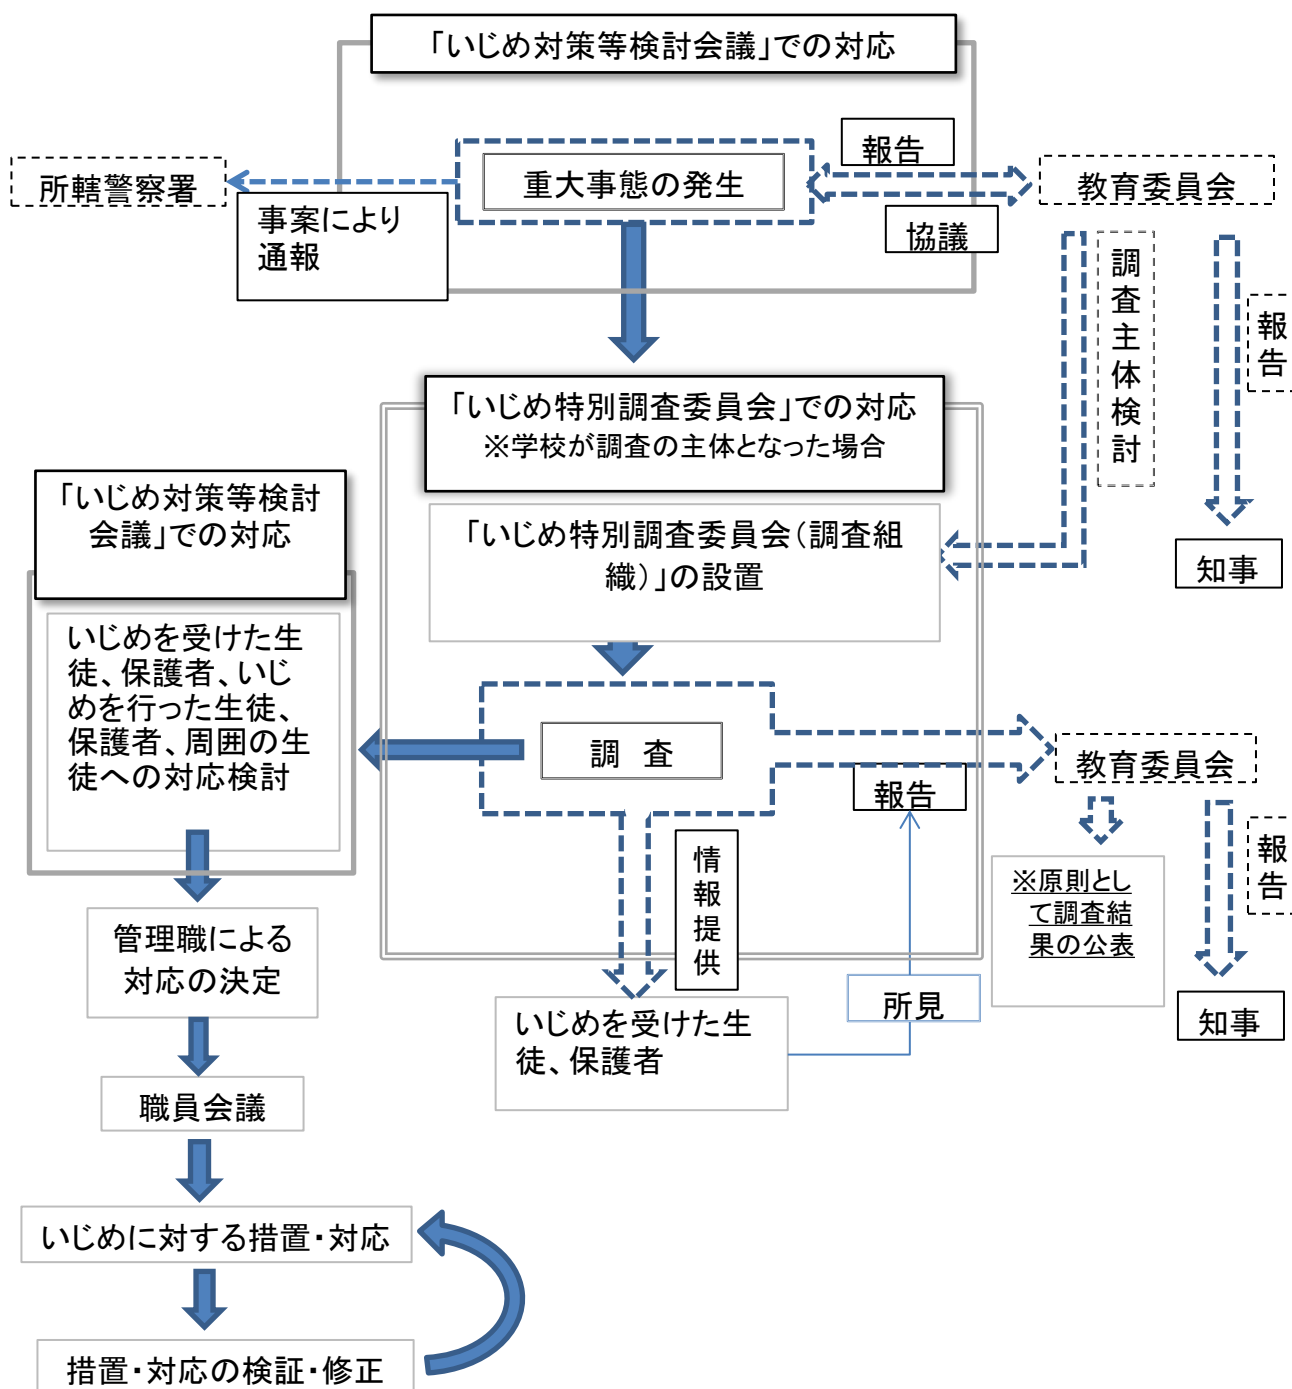 「いじめ対策等検討会議」での対応
報告
所轄警察署
重大事態の発生
教育委員会
事案により
通報
協議
調査主体検討
報告
「いじめ特別調査委員会」での対応
※学校が調査の主体となった場合
「いじめ対策等検討
会議」での対応
「いじめ特別調査委員会(調査組
織)」の設置
知事
いじめを受けた生
徒、保護者、いじ
めを行った生徒、
保護者、周囲の生
徒への対応検討
調 査
教育委員会
報告
情報提供
報告
※原則とし
て調査結
果の公表
管理職による
対応の決定
所見
知事
いじめを受けた生
徒、保護者
職員会議
いじめに対する措置・対応
措置・対応の検証・修正